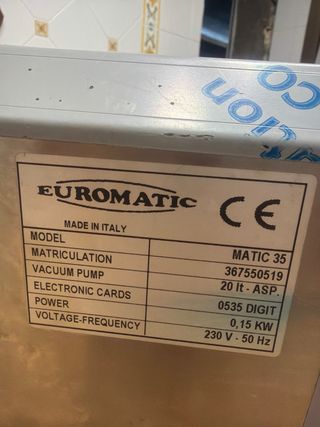 EUROMATIC CE
MADE IN ITALY
MODEL MATIC 35
MATRICULATION 367550519
VACUUM PUMP 20 lt - ASP.
ELECTRONIC CARDS 0535 DIGIT
POWER 0,15 KW
VOLTAGE-FREQUENCY 230 V - 50 Hz